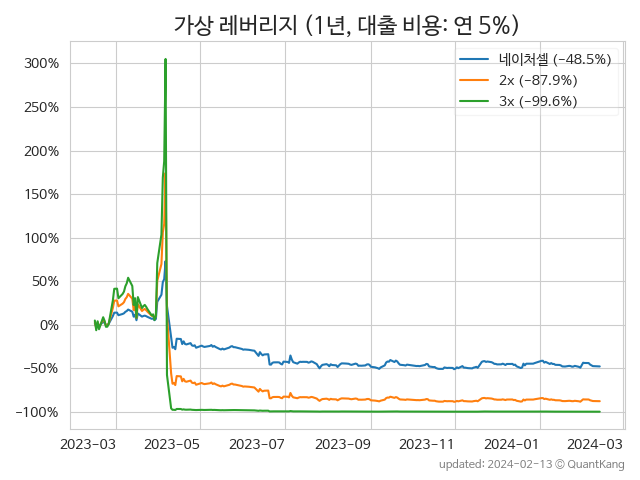 가상 레버리지 (1년, 대출 비용: 연 5%)
네이처셀 (-48.5%)
2x (-87.9%)
3x (-99.6%)
300%
250%
200%
150%
100%
50%
0%
-50%
-100%
2023-03 2023-05 2023-07 2023-09 2023-11 2024-01 2024-03
updated: 2024-02-13 © QuantKang